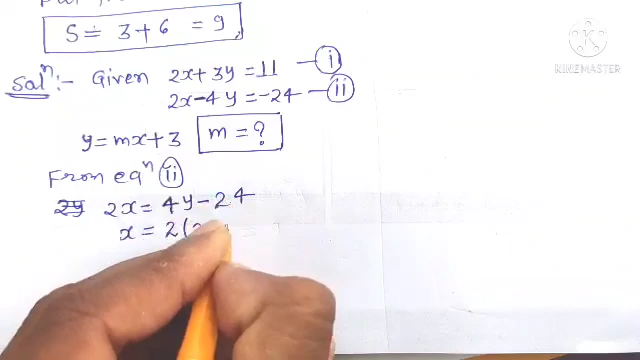 S = 3 + 6 = 9
Solⁿ:- Given 2x + 3y = 11 — (i)
2x - 4y = -24 — (ii)
y = mx + 3 m = ?
From eqⁿ (ii)
2x = 4y - 24
x = 2(
KINEMASTER